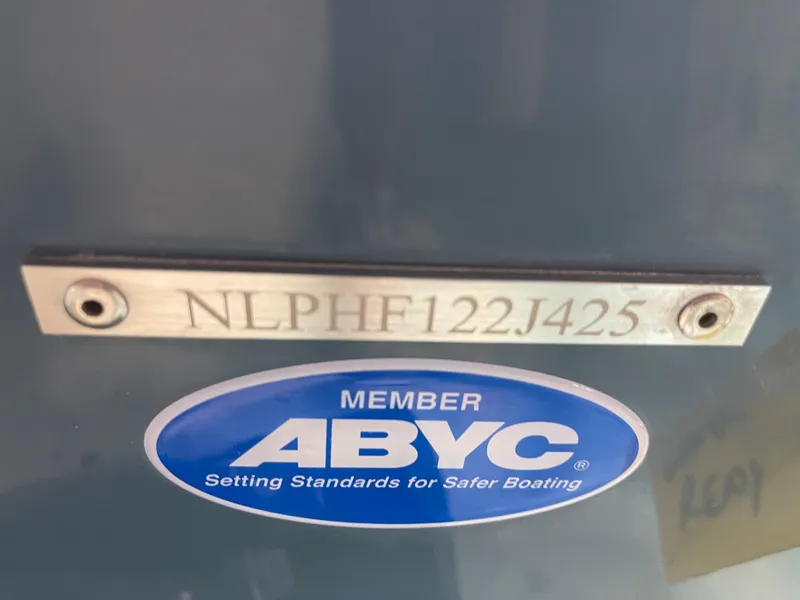 NLPHF122J425
MEMBER
ABYC®
Setting Standards for Safer Boating